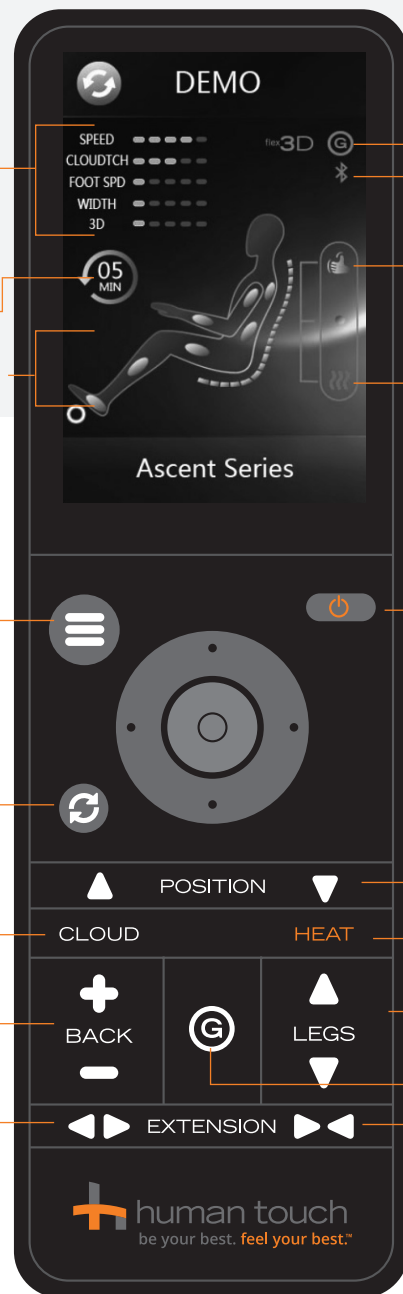 DEMO
SPEED
CLOUDTCH
FOOT SPD
WIDTH
3D
flex3D G
05
MIN
Ascent Series
POSITION
CLOUD HEAT
BACK G LEGS
EXTENSION
human touch
be your best. feel your best.™